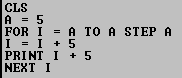 CLS
A = 5
FOR I = A TO A STEP A
I = I + 5
PRINT I + 5
NEXT I